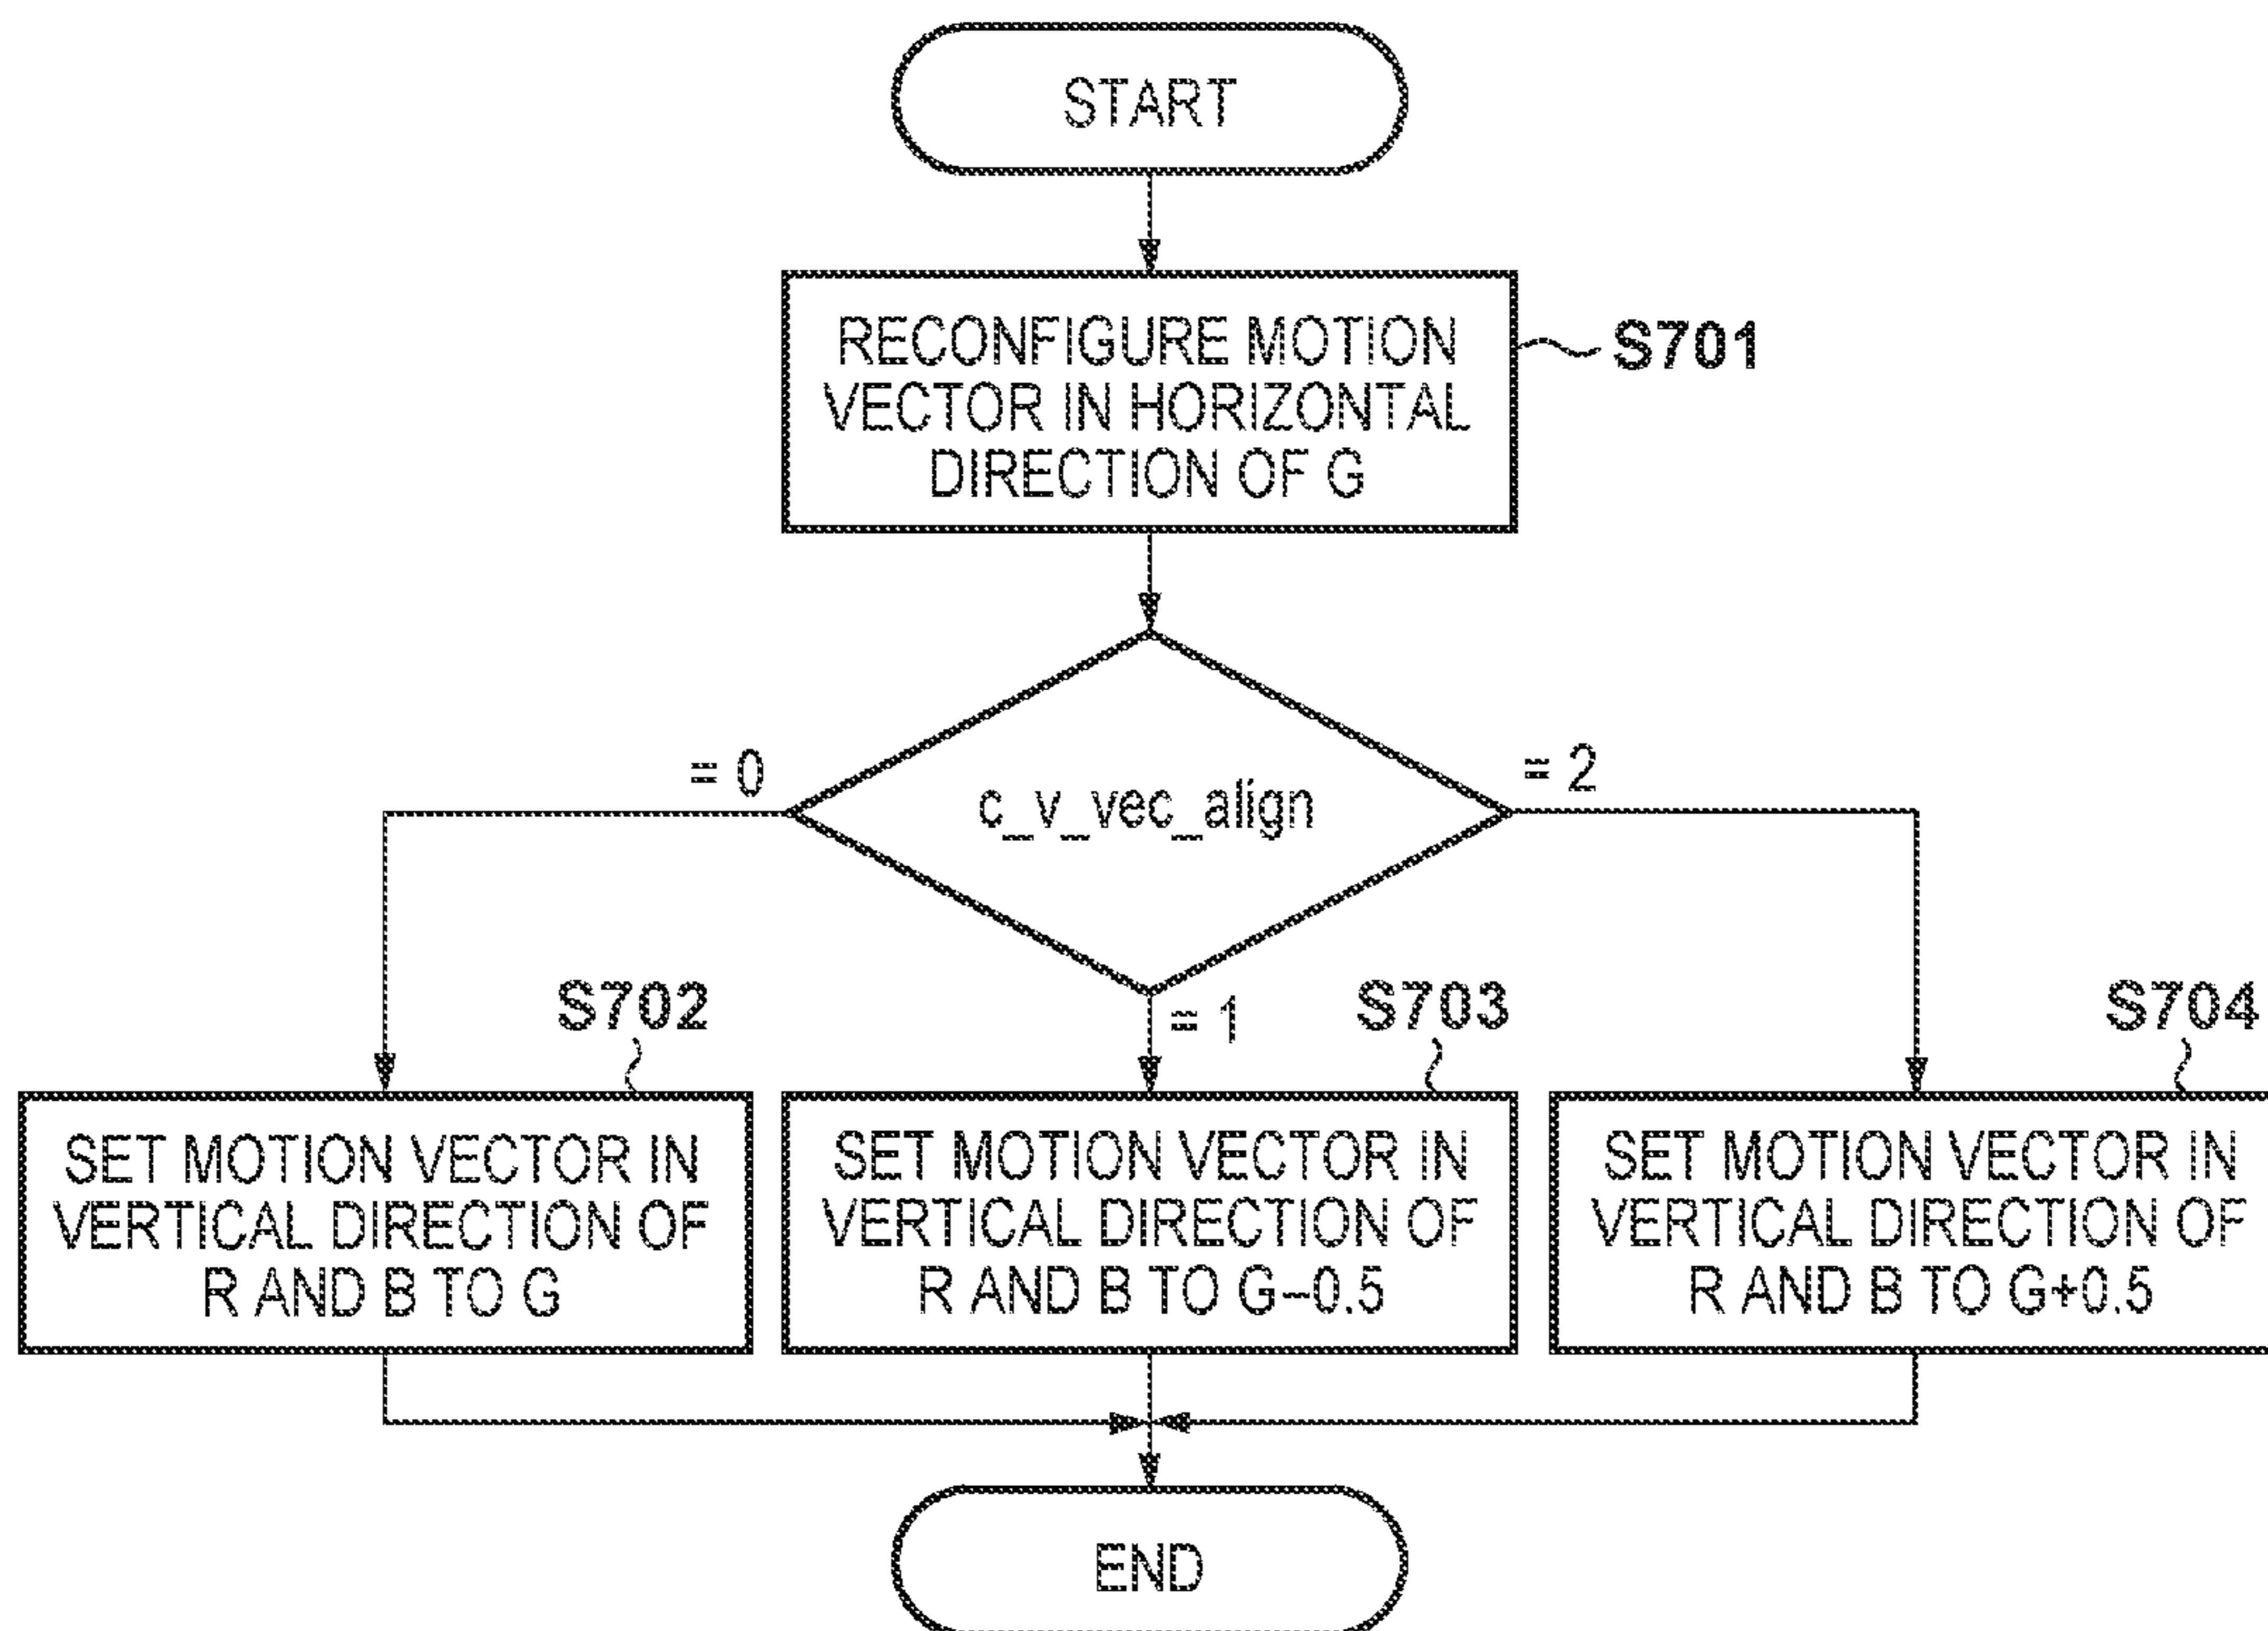 START
RECONFIGURE MOTION
VECTOR IN HORIZONTAL
DIRECTION OF G
S701
c_v_vec_align
= 0
= 2
= 1
S702
SET MOTION VECTOR IN
VERTICAL DIRECTION OF
R AND B TO G
S703
SET MOTION VECTOR IN
VERTICAL DIRECTION OF
R AND B TO G–0.5
S704
SET MOTION VECTOR IN
VERTICAL DIRECTION OF
R AND B TO G+0.5
END